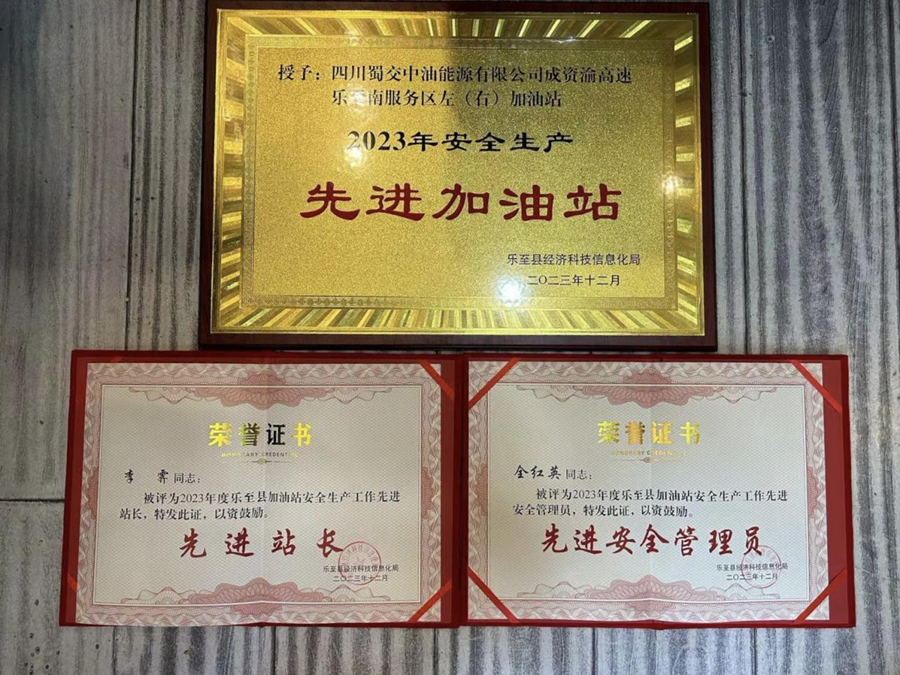 授予：四川蜀交中油能源有限公司成资渝高速
乐至南服务区左（右）加油站
2023年安全生产
先进加油站
乐至县经济科技信息化局
二〇二三年十二月
荣誉证书
HONORARY CREDENTIAL
李 霁 同志：
被评为2023年度乐至县加油站安全生产工作先进
站长，特发此证，以资鼓励。
先进站长
乐至县经济科技信息化局
二〇二三年十二月
荣誉证书
HONORARY CREDENTIAL
全红英 同志：
被评为2023年度乐至县加油站安全生产工作先进
安全管理员，特发此证，以资鼓励。
先进安全管理员
乐至县经济科技信息化局
二〇二三年十二月